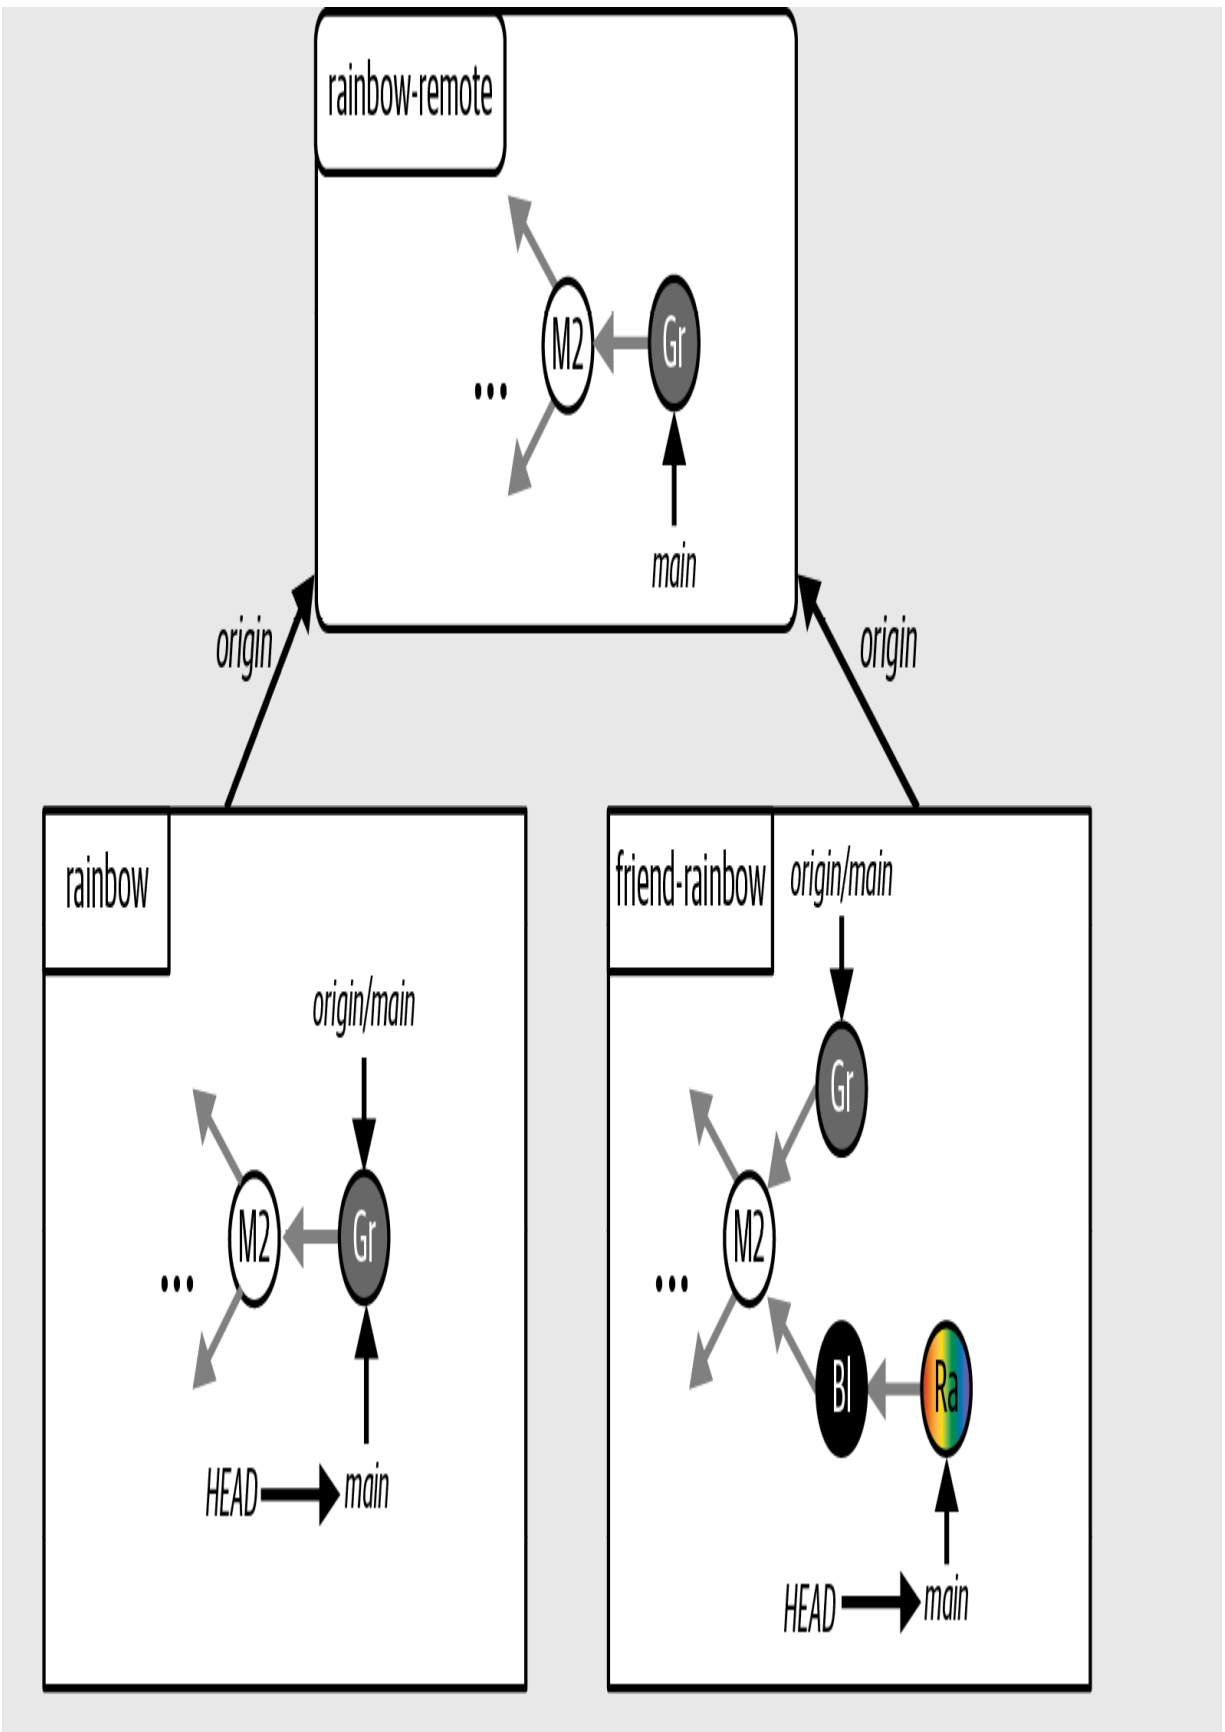 rainbow-remote
M2
Gr
...
main
origin
origin
rainbow
origin/main
M2
Gr
...
HEAD
main
friend-rainbow
origin/main
Gr
M2
...
Bl
Ra
HEAD
main